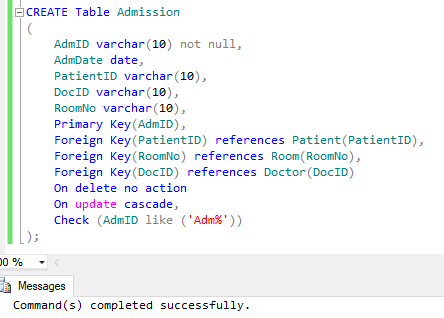 CREATE Table Admission
(
AdmID varchar(10) not null,
AdmDate date,
PatientID varchar(10),
DocID varchar(10),
RoomNo varchar(10),
Primary Key(AdmID),
Foreign Key(PatientID) references Patient(PatientID),
Foreign Key(RoomNo) references Room(RoomNo),
Foreign Key(DocID) references Doctor(DocID)
On delete no action
On update cascade,
Check (AdmID like ('Adm%'))
);
00 %
Messages
Command(s) completed successfully.